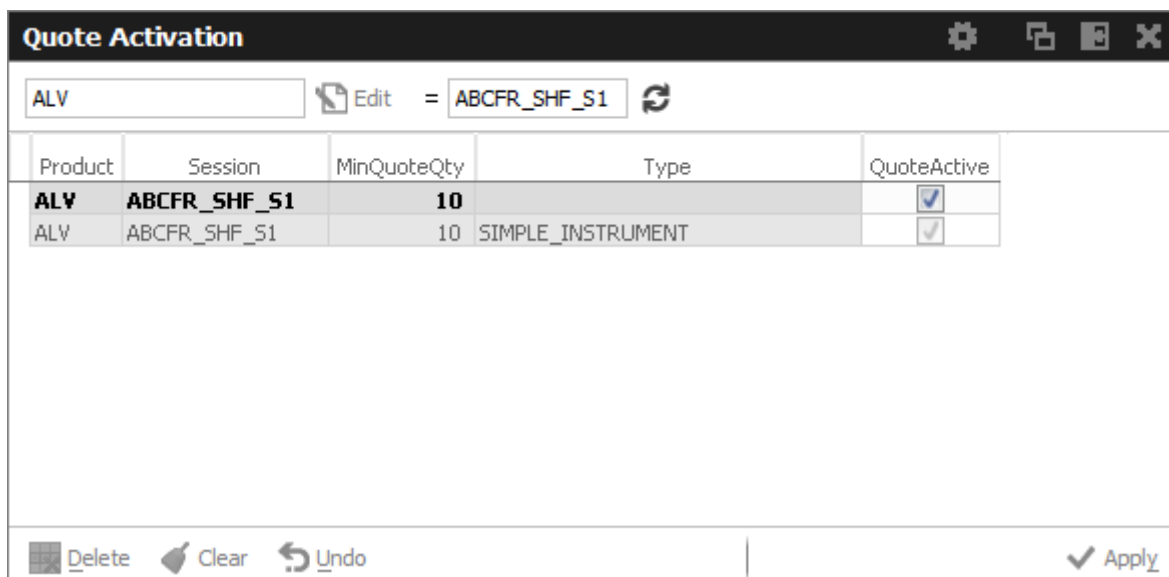 Quote Activation
ALV Edit = ABCFR_SHF_S1
Product Session MinQuoteQty Type QuoteActive
ALV ABCFR_SHF_S1 10
ALV ABCFR_SHF_S1 10 SIMPLE_INSTRUMENT
Delete Clear Undo Apply